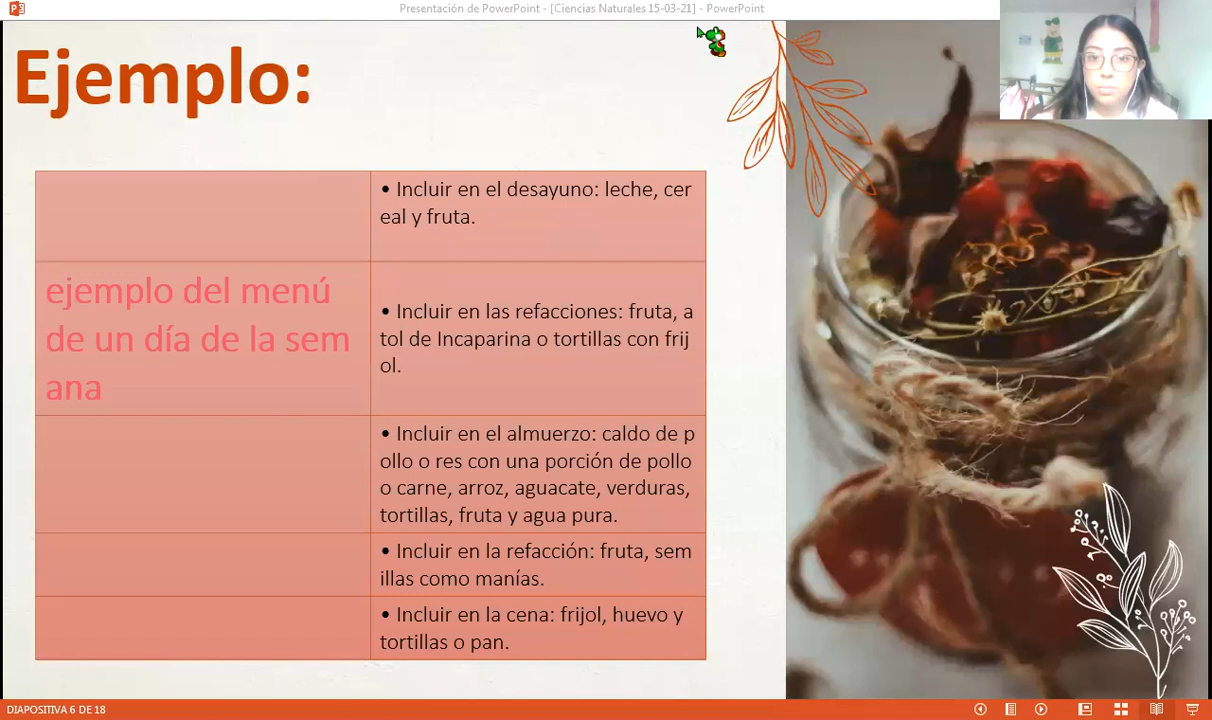 Presentación de PowerPoint - [Ciencias Naturales 15-03-21] - PowerPoint
Ejemplo:
• Incluir en el desayuno: leche, cer
eal y fruta.
ejemplo del menú
de un día de la sem
ana
• Incluir en las refacciones: fruta, a
tol de Incaparina o tortillas con frij
ol.
• Incluir en el almuerzo: caldo de p
ollo o res con una porción de pollo
o carne, arroz, aguacate, verduras,
tortillas, fruta y agua pura.
• Incluir en la refacción: fruta, sem
illas como manías.
• Incluir en la cena: frijol, huevo y
tortillas o pan.
DIAPOSITIVA 6 DE 18